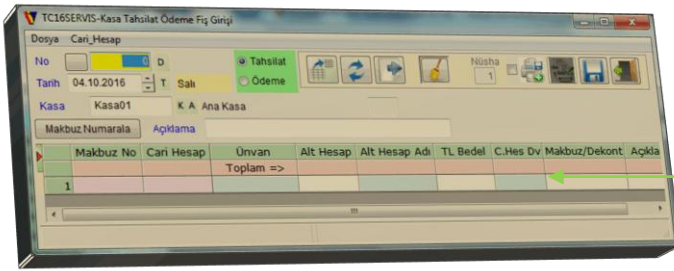 TC16SERVIS-Kasa Tahsilat Ödeme Fiş Girişi
Dosya Cari_Hesap
No 0 D Tahsilat Nüsha
1
Tarih 04.10.2016 T Salı Ödeme
Kasa Kasa01 K A Ana Kasa
Makbuz Numarala Açıklama
Makbuz No Cari Hesap Ünvan Alt Hesap Alt Hesap Adı TL Bedel C.Hes Dv Makbuz/Dekont Açıkla
Toplam =>
1